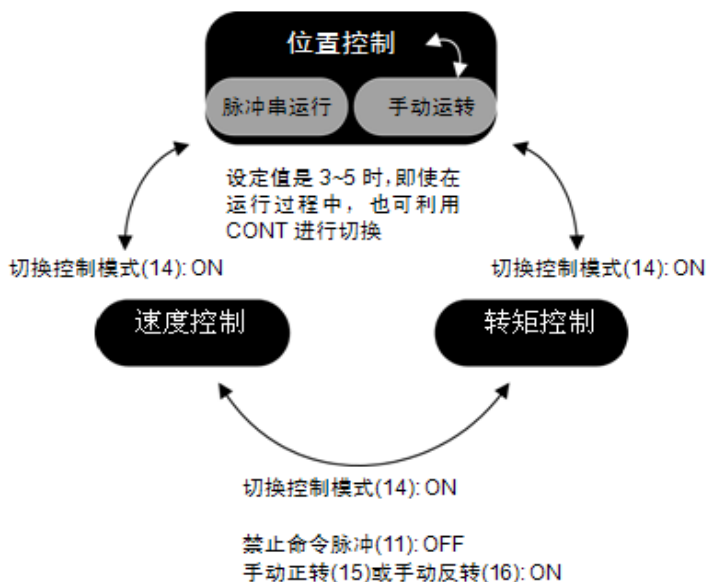 位置控制
脉冲串运行 手动运转
设定值是 3~5 时,即使在
运行过程中，也可利用
CONT 进行切换
切换控制模式(14): ON
切换控制模式(14): ON
速度控制
转矩控制
切换控制模式(14): ON
禁止命令脉冲(11): OFF
手动正转(15)或手动反转(16): ON